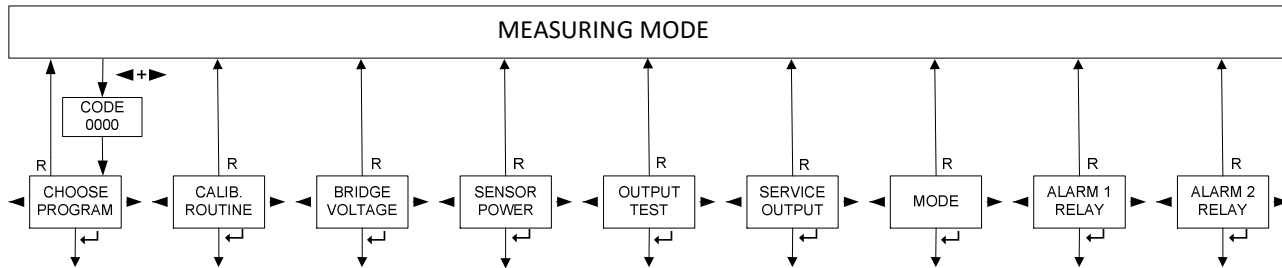 MEASURING MODE
◄+►
CODE
0000
R
R
R
R
R
R
R
R
R
CHOOSE
PROGRAM
CALIB.
ROUTINE
BRIDGE
VOLTAGE
SENSOR
POWER
OUTPUT
TEST
SERVICE
OUTPUT
MODE
ALARM 1
RELAY
ALARM 2
RELAY